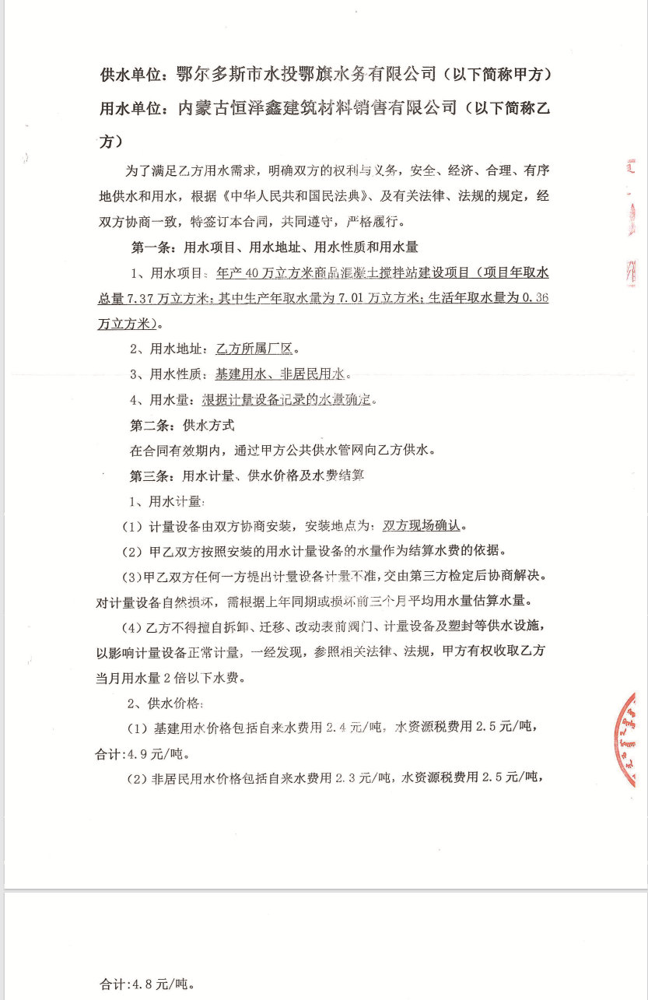 供水单位：鄂尔多斯市水投鄂旗水务有限公司（以下简称甲方）
用水单位：内蒙古恒泽鑫建筑材料销售有限公司（以下简称乙
方）
为了满足乙方用水需求，明确双方的权利与义务，安全、经济、合理、有序
地供水和用水，根据《中华人民共和国民法典》、及有关法律、法规的规定，经
双方协商一致，特签订本合同，共同遵守，严格履行。
第一条：用水项目、用水地址、用水性质和用水量
1、用水项目：年产 40 万立方米商品混凝土搅拌站建设项目（项目年取水
总量 7.37 万立方米；其中生产年取水量为 7.01 万立方米；生活年取水量为 0.36
万立方米）。
2、用水地址：乙方所属厂区。
3、用水性质：基建用水、非居民用水。
4、用水量：根据计量设备记录的水量确定。
第二条：供水方式
在合同有效期内，通过甲方公共供水管网向乙方供水。
第三条：用水计量、供水价格及水费结算
1、用水计量：
（1）计量设备由双方协商安装，安装地点为：双方现场确认。
（2）甲乙双方按照安装的用水计量设备的水量作为结算水费的依据。
（3）甲乙双方任何一方提出计量设备计量不准，交由第三方检定后协商解决。
对计量设备自然损坏，需根据上年同期或损坏前三个月平均用水量估算水量。
（4）乙方不得擅自拆卸、迁移、改动表前阀门、计量设备及塑封等供水设施，
以影响计量设备正常计量，一经发现，参照相关法律、法规，甲方有权收取乙方
当月用水量 2 倍以下水费。
2、供水价格：
（1）基建用水价格包括自来水费用 2.4 元/吨，水资源税费用 2.5 元/吨，
合计:4.9 元/吨。
（2）非居民用水价格包括自来水费用 2.3 元/吨，水资源税费用 2.5 元/吨，
合计:4.8 元/吨。